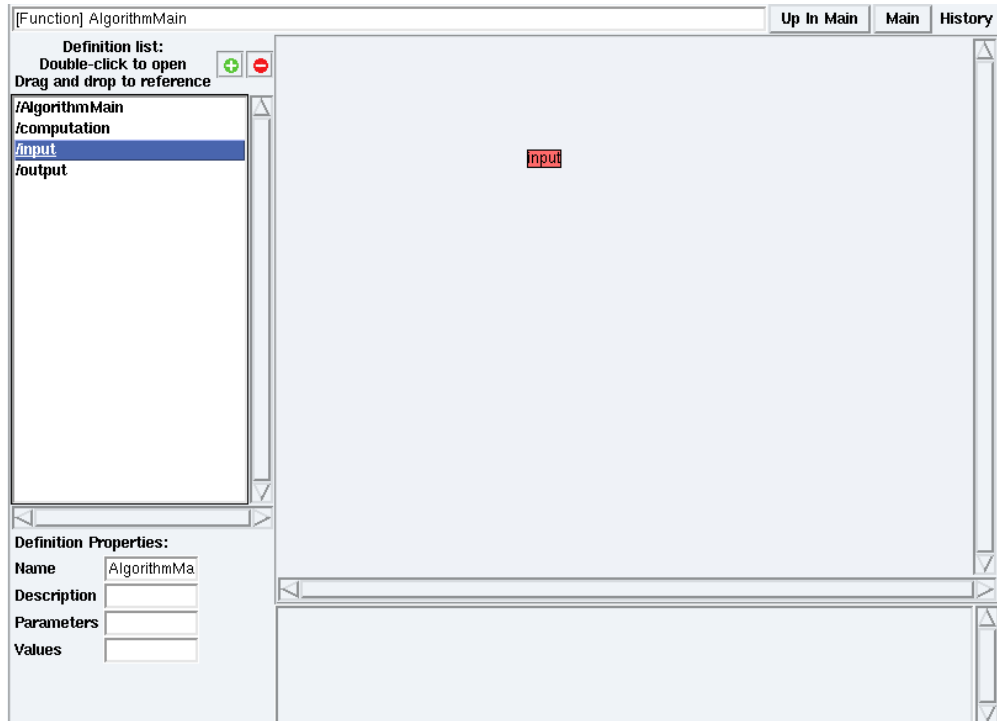 [Function] AlgorithmMain
Up In Main
Main
History
Definition list:
Double-click to open
Drag and drop to reference
/AlgorithmMain
/computation
/input
/output
input
Definition Properties:
Name AlgorithmMa
Description
Parameters
Values